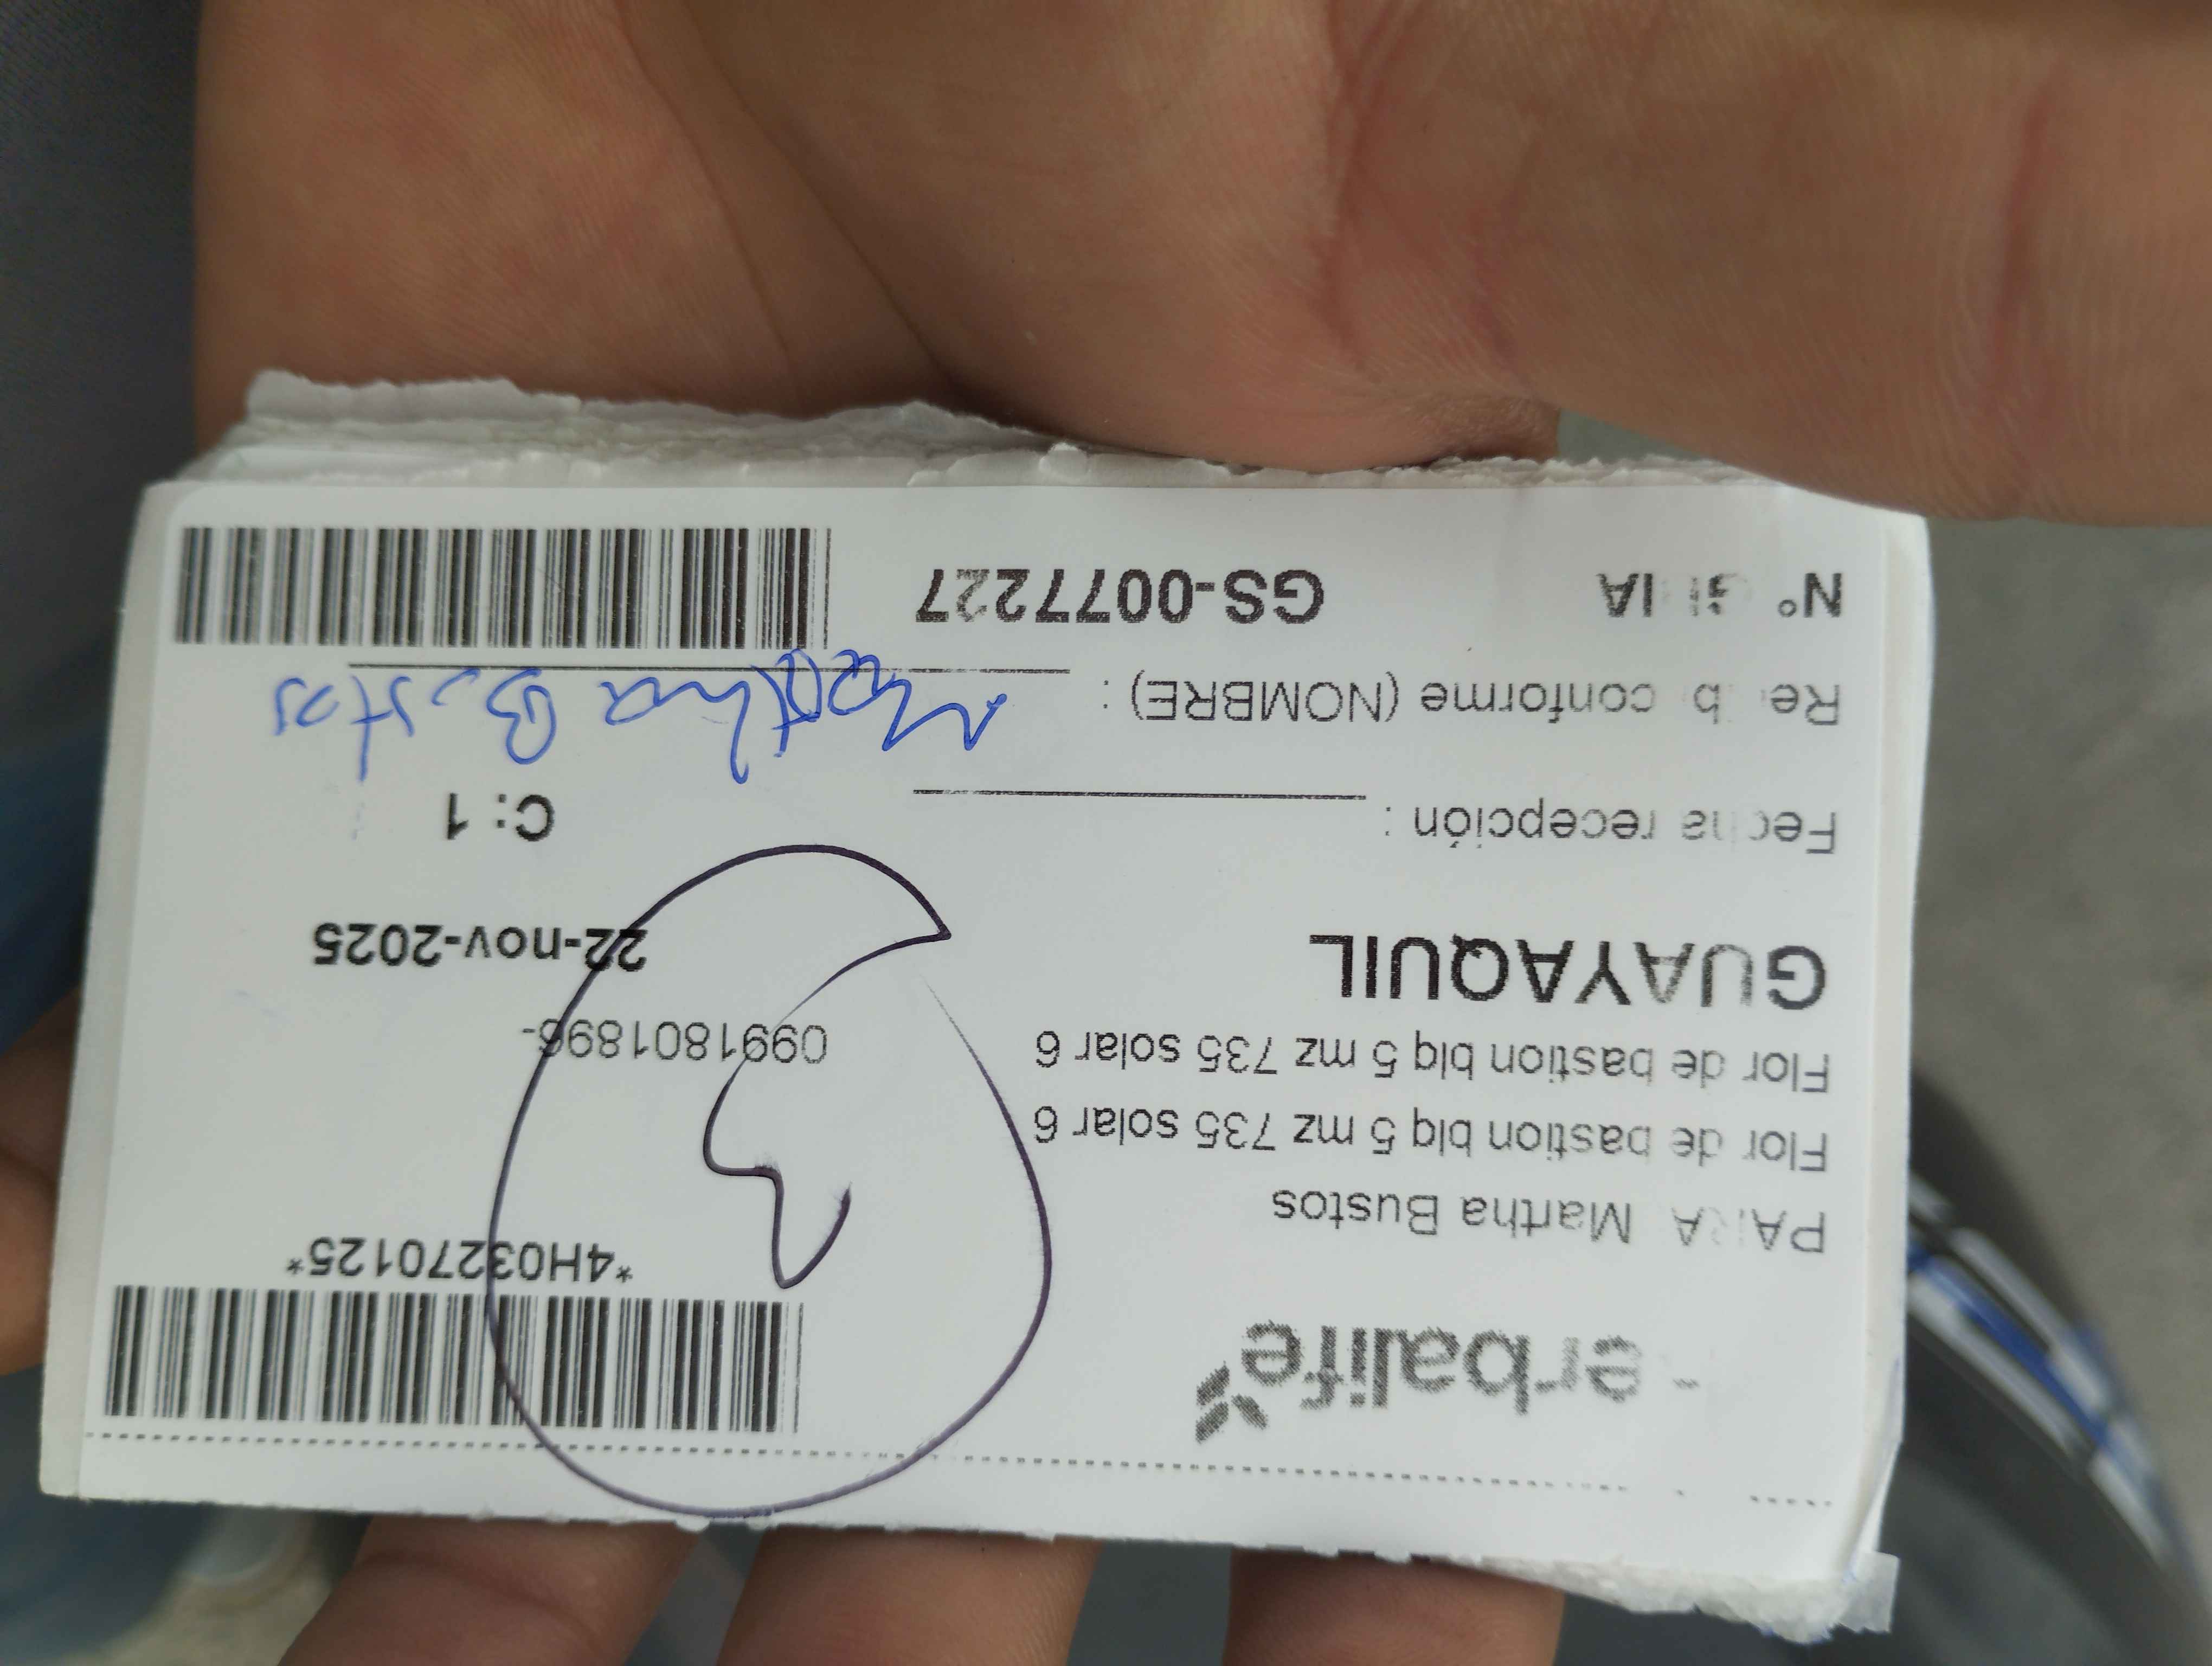 Herbalife
*4H03270125*
PARA Martha Bustos
Flor de bastion blq 5 mz 735 solar 6
Flor de bastion blq 5 mz 735 solar 6
0991801896-
GUAYAQUIL
22-nov-2025
Fecha recepción :
C: 1
Recibi conforme (NOMBRE) : Martha Bustos
N° GUIA GS-0077227